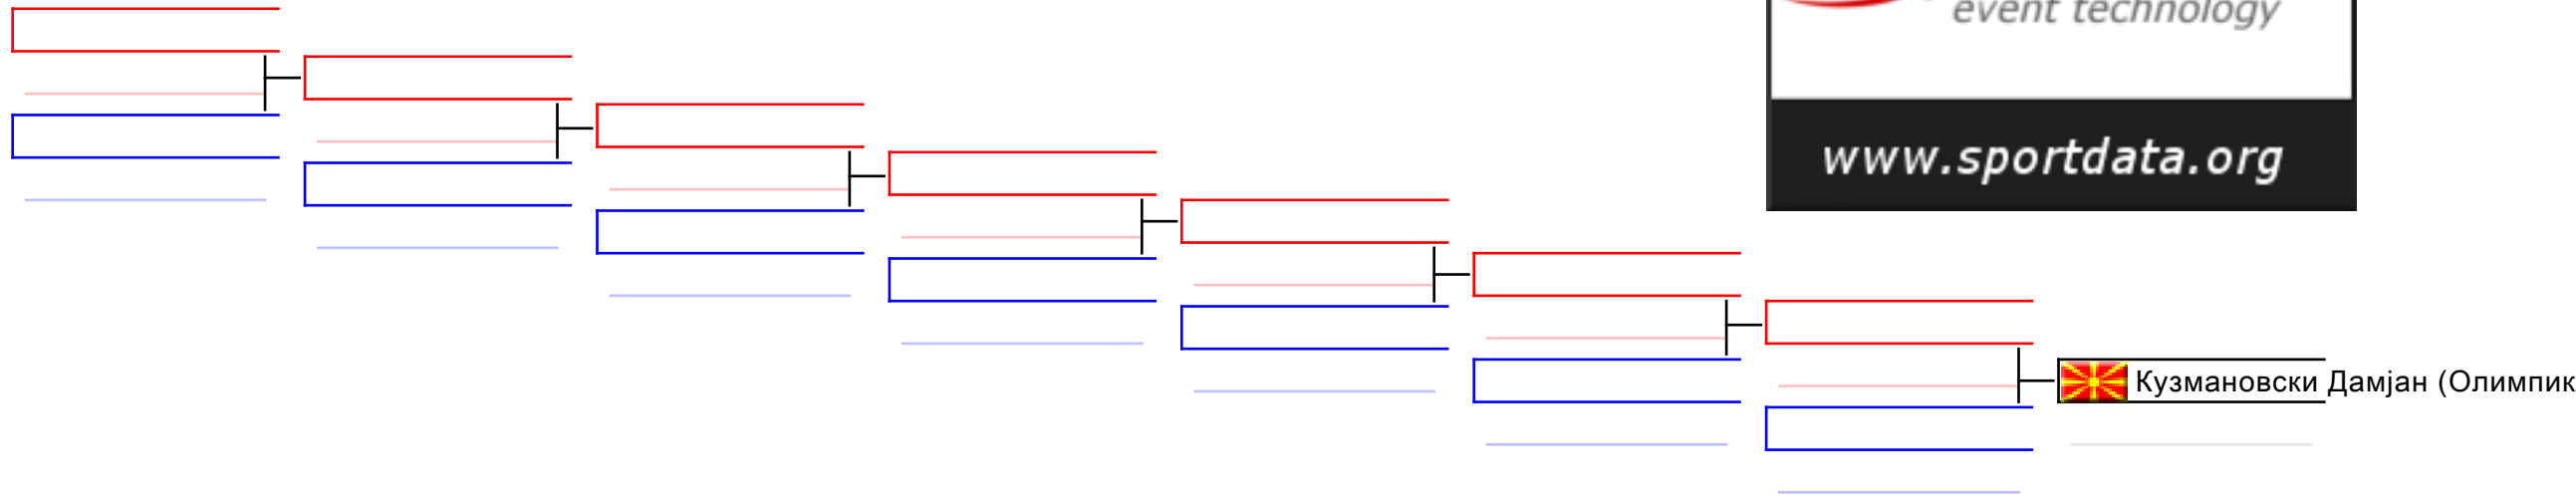 event technology
www.sportdata.org
Кузмановски Дамјан (Олимпик